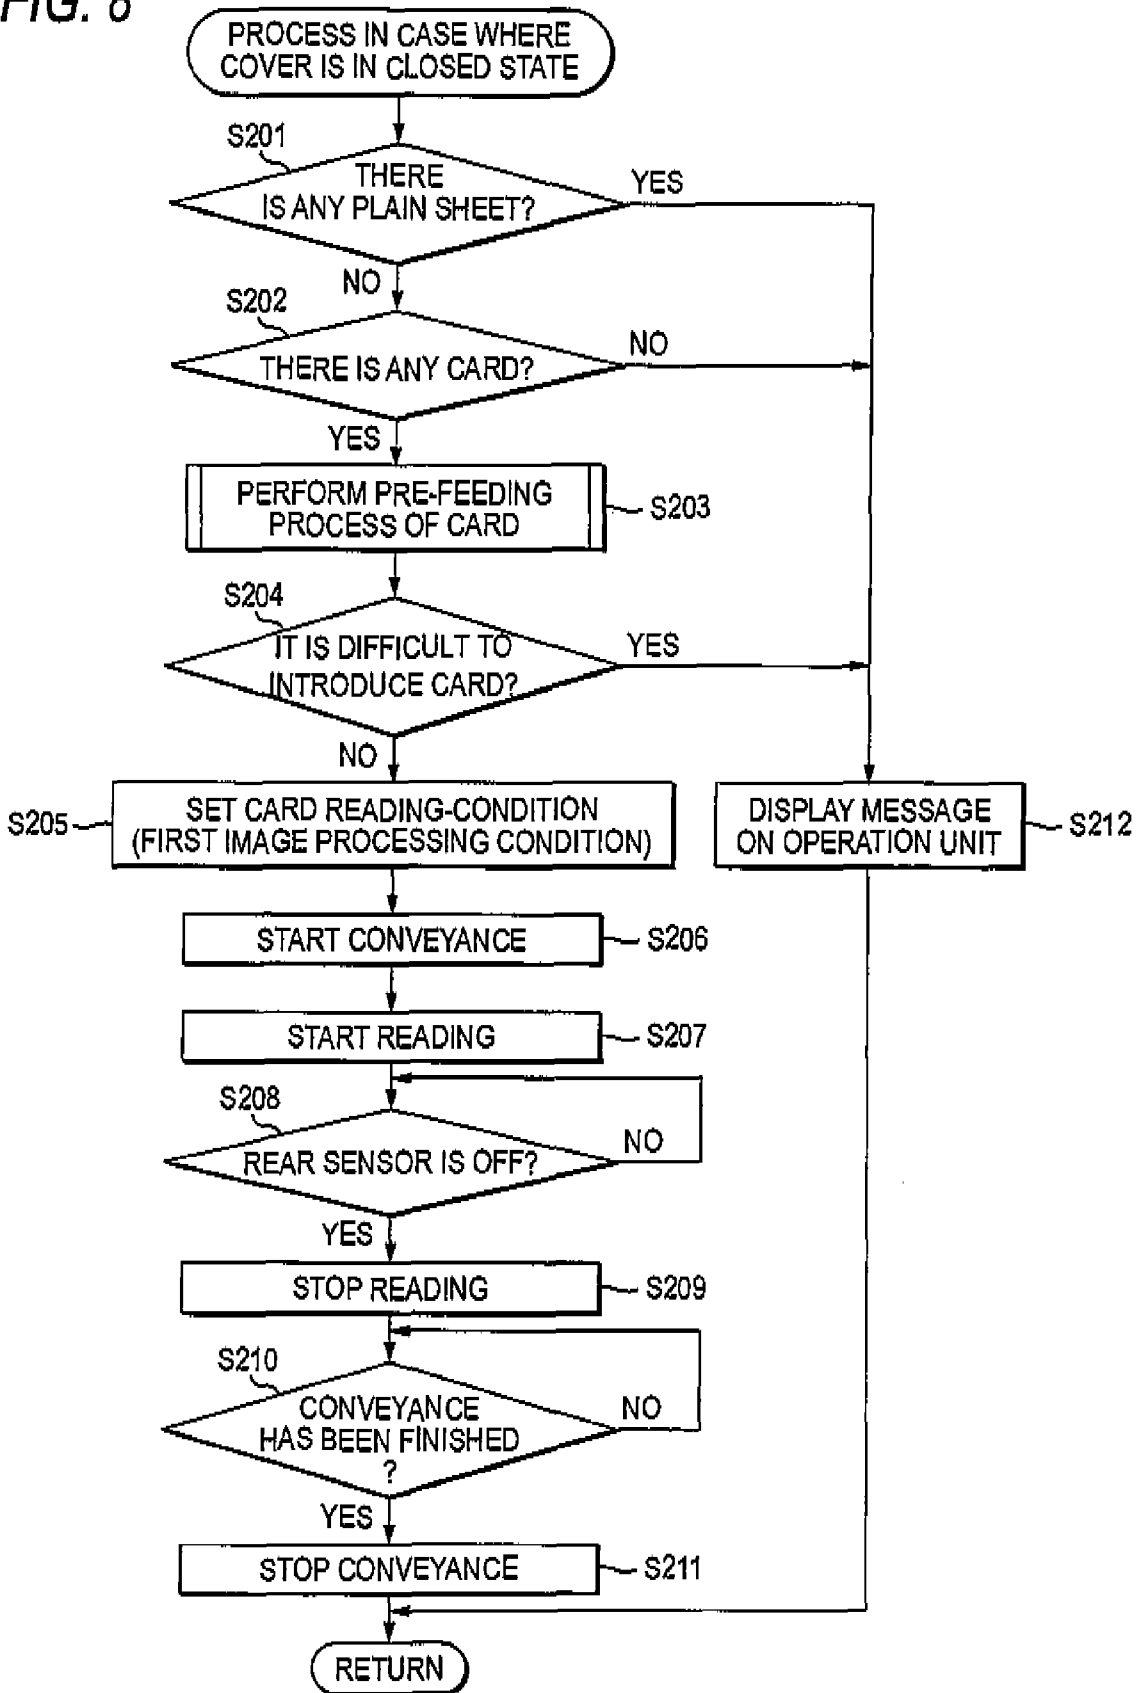 FIG. 6
PROCESS IN CASE WHERE
COVER IS IN CLOSED STATE
S201
THERE
IS ANY PLAIN SHEET?
YES
NO
S202
THERE IS ANY CARD?
NO
YES
PERFORM PRE-FEEDING
PROCESS OF CARD
S203
S204
IT IS DIFFICULT TO
INTRODUCE CARD?
YES
NO
S205
SET CARD READING-CONDITION
(FIRST IMAGE PROCESSING CONDITION)
DISPLAY MESSAGE
ON OPERATION UNIT
S212
START CONVEYANCE
S206
START READING
S207
S208
REAR SENSOR IS OFF?
NO
YES
STOP READING
S209
S210
CONVEYANCE
HAS BEEN FINISHED
?
NO
YES
STOP CONVEYANCE
S211
RETURN